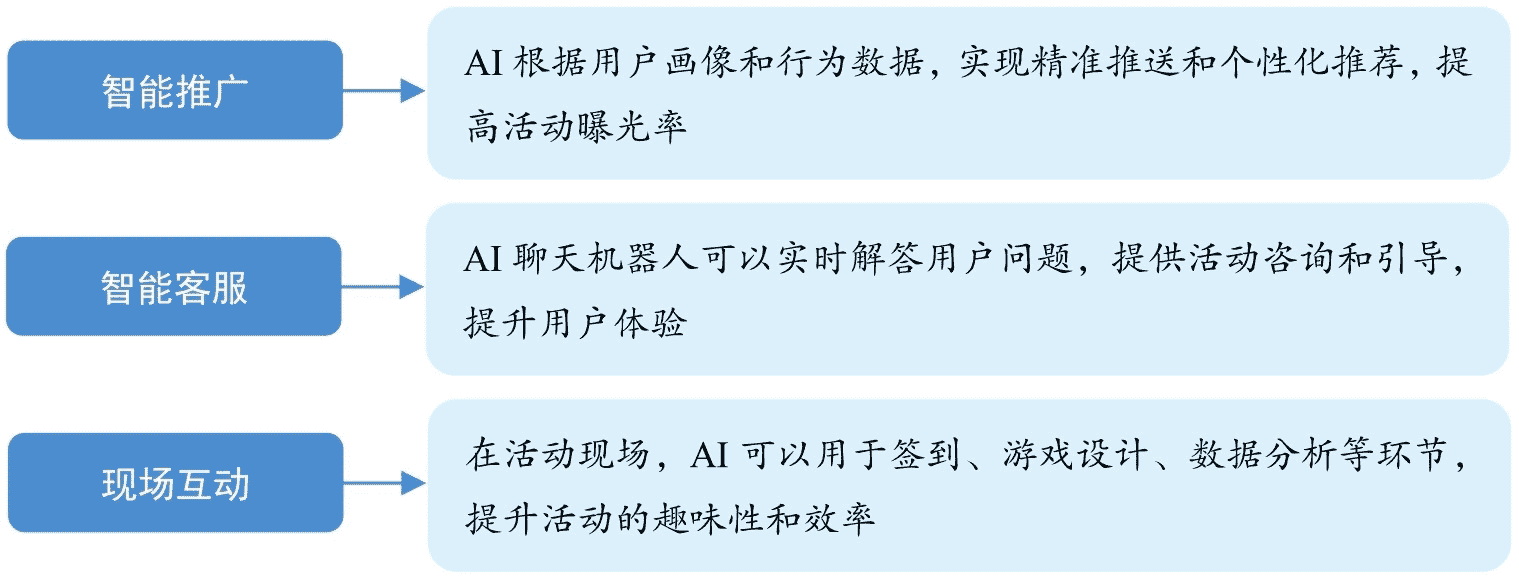 智能推广
AI 根据用户画像和行为数据，实现精准推送和个性化推荐，提
高活动曝光率
智能客服
AI 聊天机器人可以实时解答用户问题，提供活动咨询和引导，
提升用户体验
现场互动
在活动现场，AI 可以用于签到、游戏设计、数据分析等环节，
提升活动的趣味性和效率